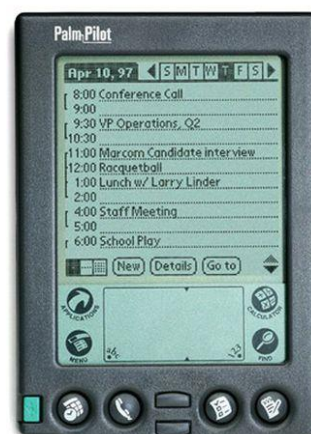 PalmPilot
Apr 10, 97 S M T W T F S
8:00 Conference Call
9:00
9:30 VP Operations, Q2
10:30
11:00 Marcom Candidate interview
12:00 Racquetball
1:00 Lunch w/ Larry Linder
2:00
4:00 Staff Meeting
5:00
6:00 School Play
New Details Go to
APPLICATIONS CALCULATOR
MENU abc 123 FIND